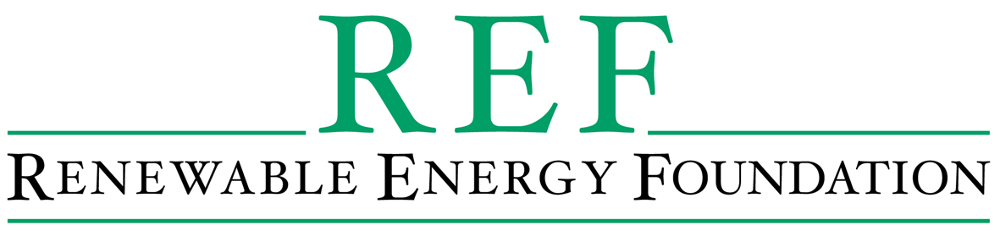 REF
RENEWABLE ENERGY FOUNDATION